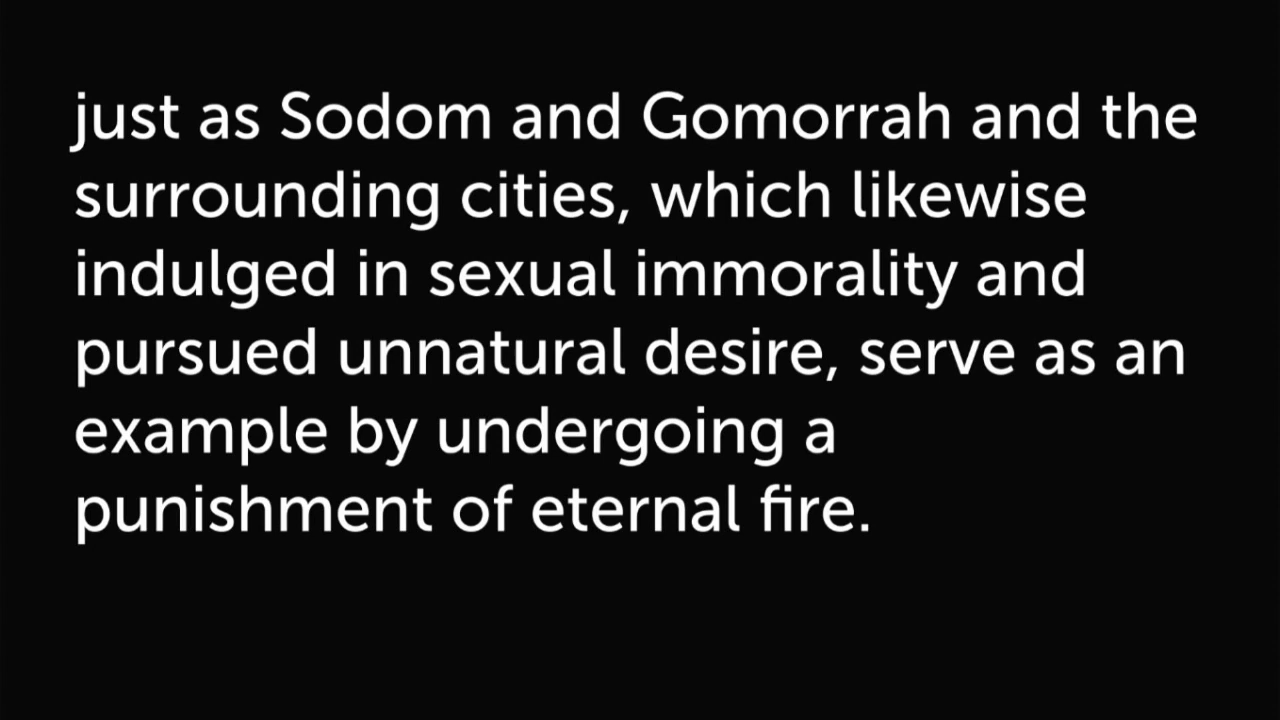 just as Sodom and Gomorrah and the
surrounding cities, which likewise
indulged in sexual immorality and
pursued unnatural desire, serve as an
example by undergoing a
punishment of eternal fire.